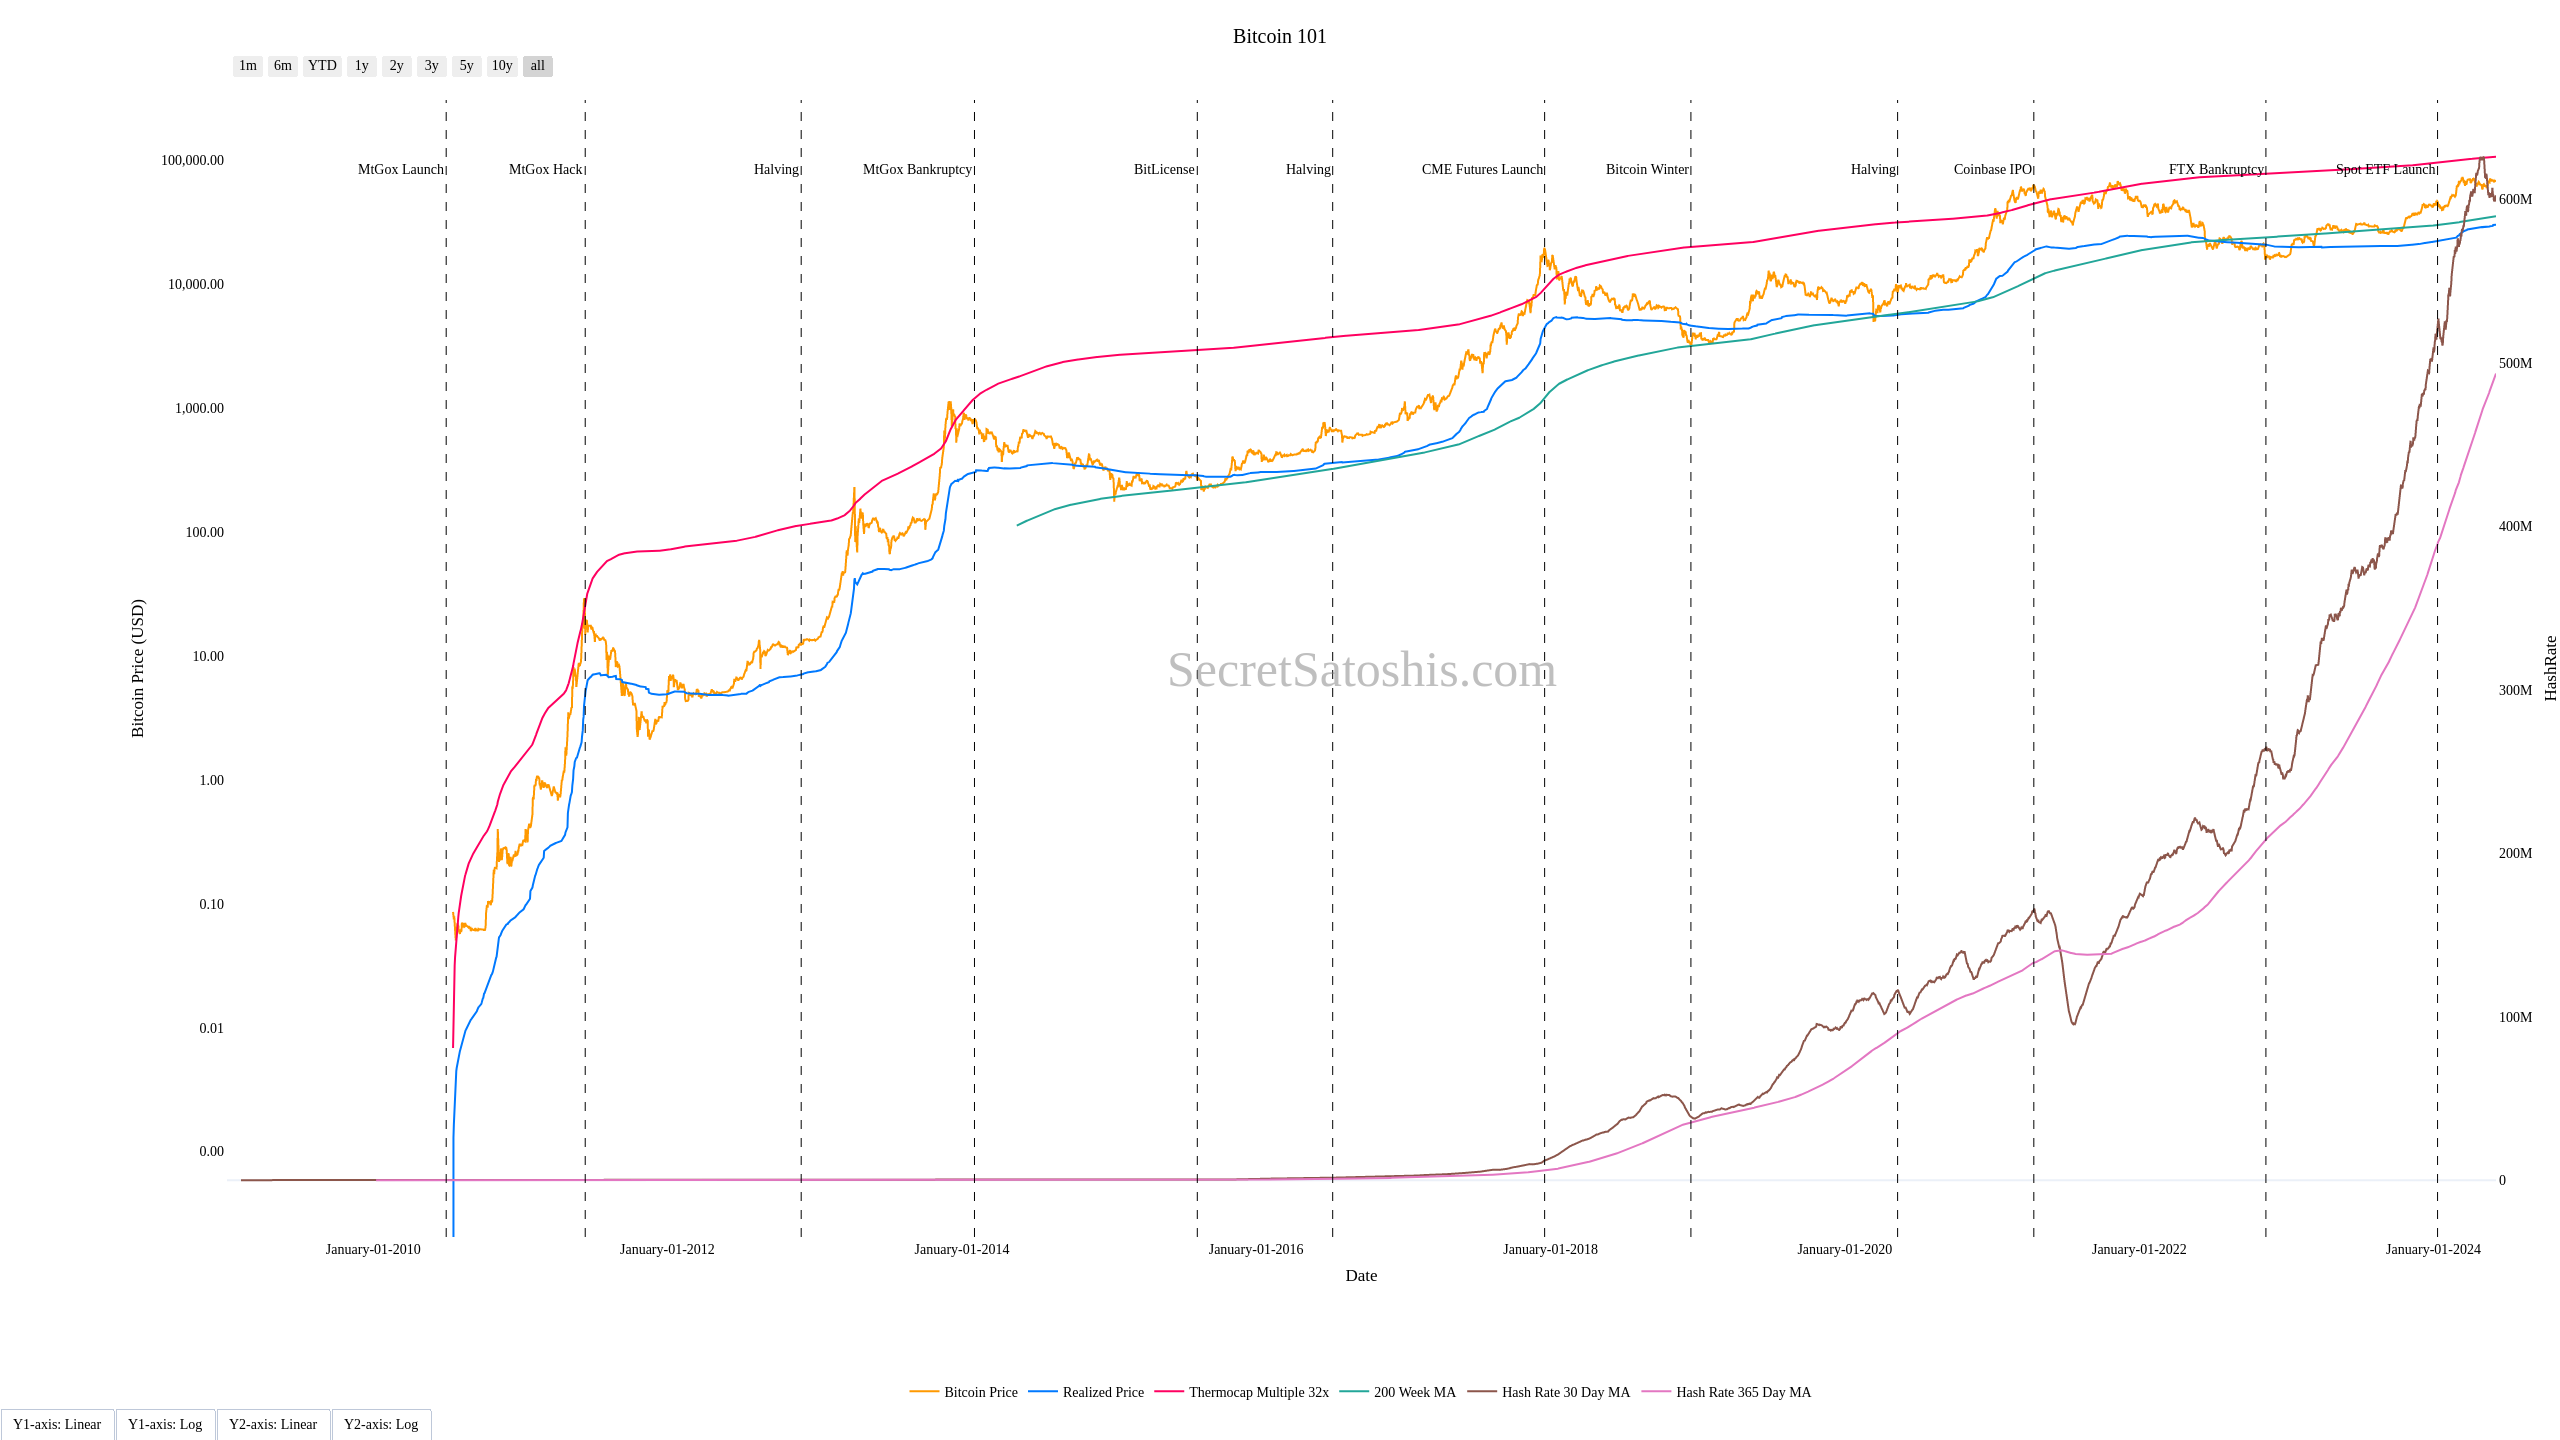 Bitcoin 101
1m 6m YTD 1y 2y 3y 5y 10y all
MtGox Launch MtGox Hack Halving MtGox Bankruptcy BitLicense Halving CME Futures Launch Bitcoin Winter Halving Coinbase IPO FTX Bankruptcy Spot ETF Launch
Bitcoin Price (USD)
100,000.00
10,000.00
1,000.00
100.00
10.00
1.00
0.10
0.01
0.00
SecretSatoshis.com
600M
500M
400M
300M
200M
100M
0
HashRate
January-01-2010 January-01-2012 January-01-2014 January-01-2016 January-01-2018 January-01-2020 January-01-2022 January-01-2024
Date
Bitcoin Price Realized Price Thermocap Multiple 32x 200 Week MA Hash Rate 30 Day MA Hash Rate 365 Day MA
Y1-axis: Linear Y1-axis: Log Y2-axis: Linear Y2-axis: Log